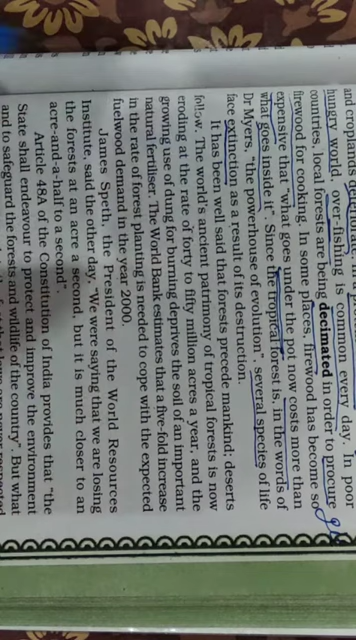 and croplands
hungry world, over-fishing is common every day. In poor
countries, local forests are being decimated in order to procure
firewood for cooking. In some places, firewood has become so
expensive that "what goes under the pot now costs more than
what goes inside it". Since the tropical forest is, in the words of
Dr Myers, "the powerhouse of evolution", several species of life
face extinction as a result of its destruction.
It has been well said that forests precede mankind; deserts
follow. The world's ancient patrimony of tropical forests is now
eroding at the rate of forty to fifty million acres a year, and the
growing use of dung for burning deprives the soil of an important
natural fertiliser. The World Bank estimates that a five-fold increase
in the rate of forest planting is needed to cope with the expected
fuelwood demand in the year 2000.
James Speth, the President of the World Resources
Institute, said the other day, "We were saying that we are losing
the forests at an acre a second, but it is much closer to an
acre-and-a-half to a second".
Article 48A of the Constitution of India provides that "the
State shall endeavour to protect and improve the environment
and to safeguard the forests and wildlife of the country". But what